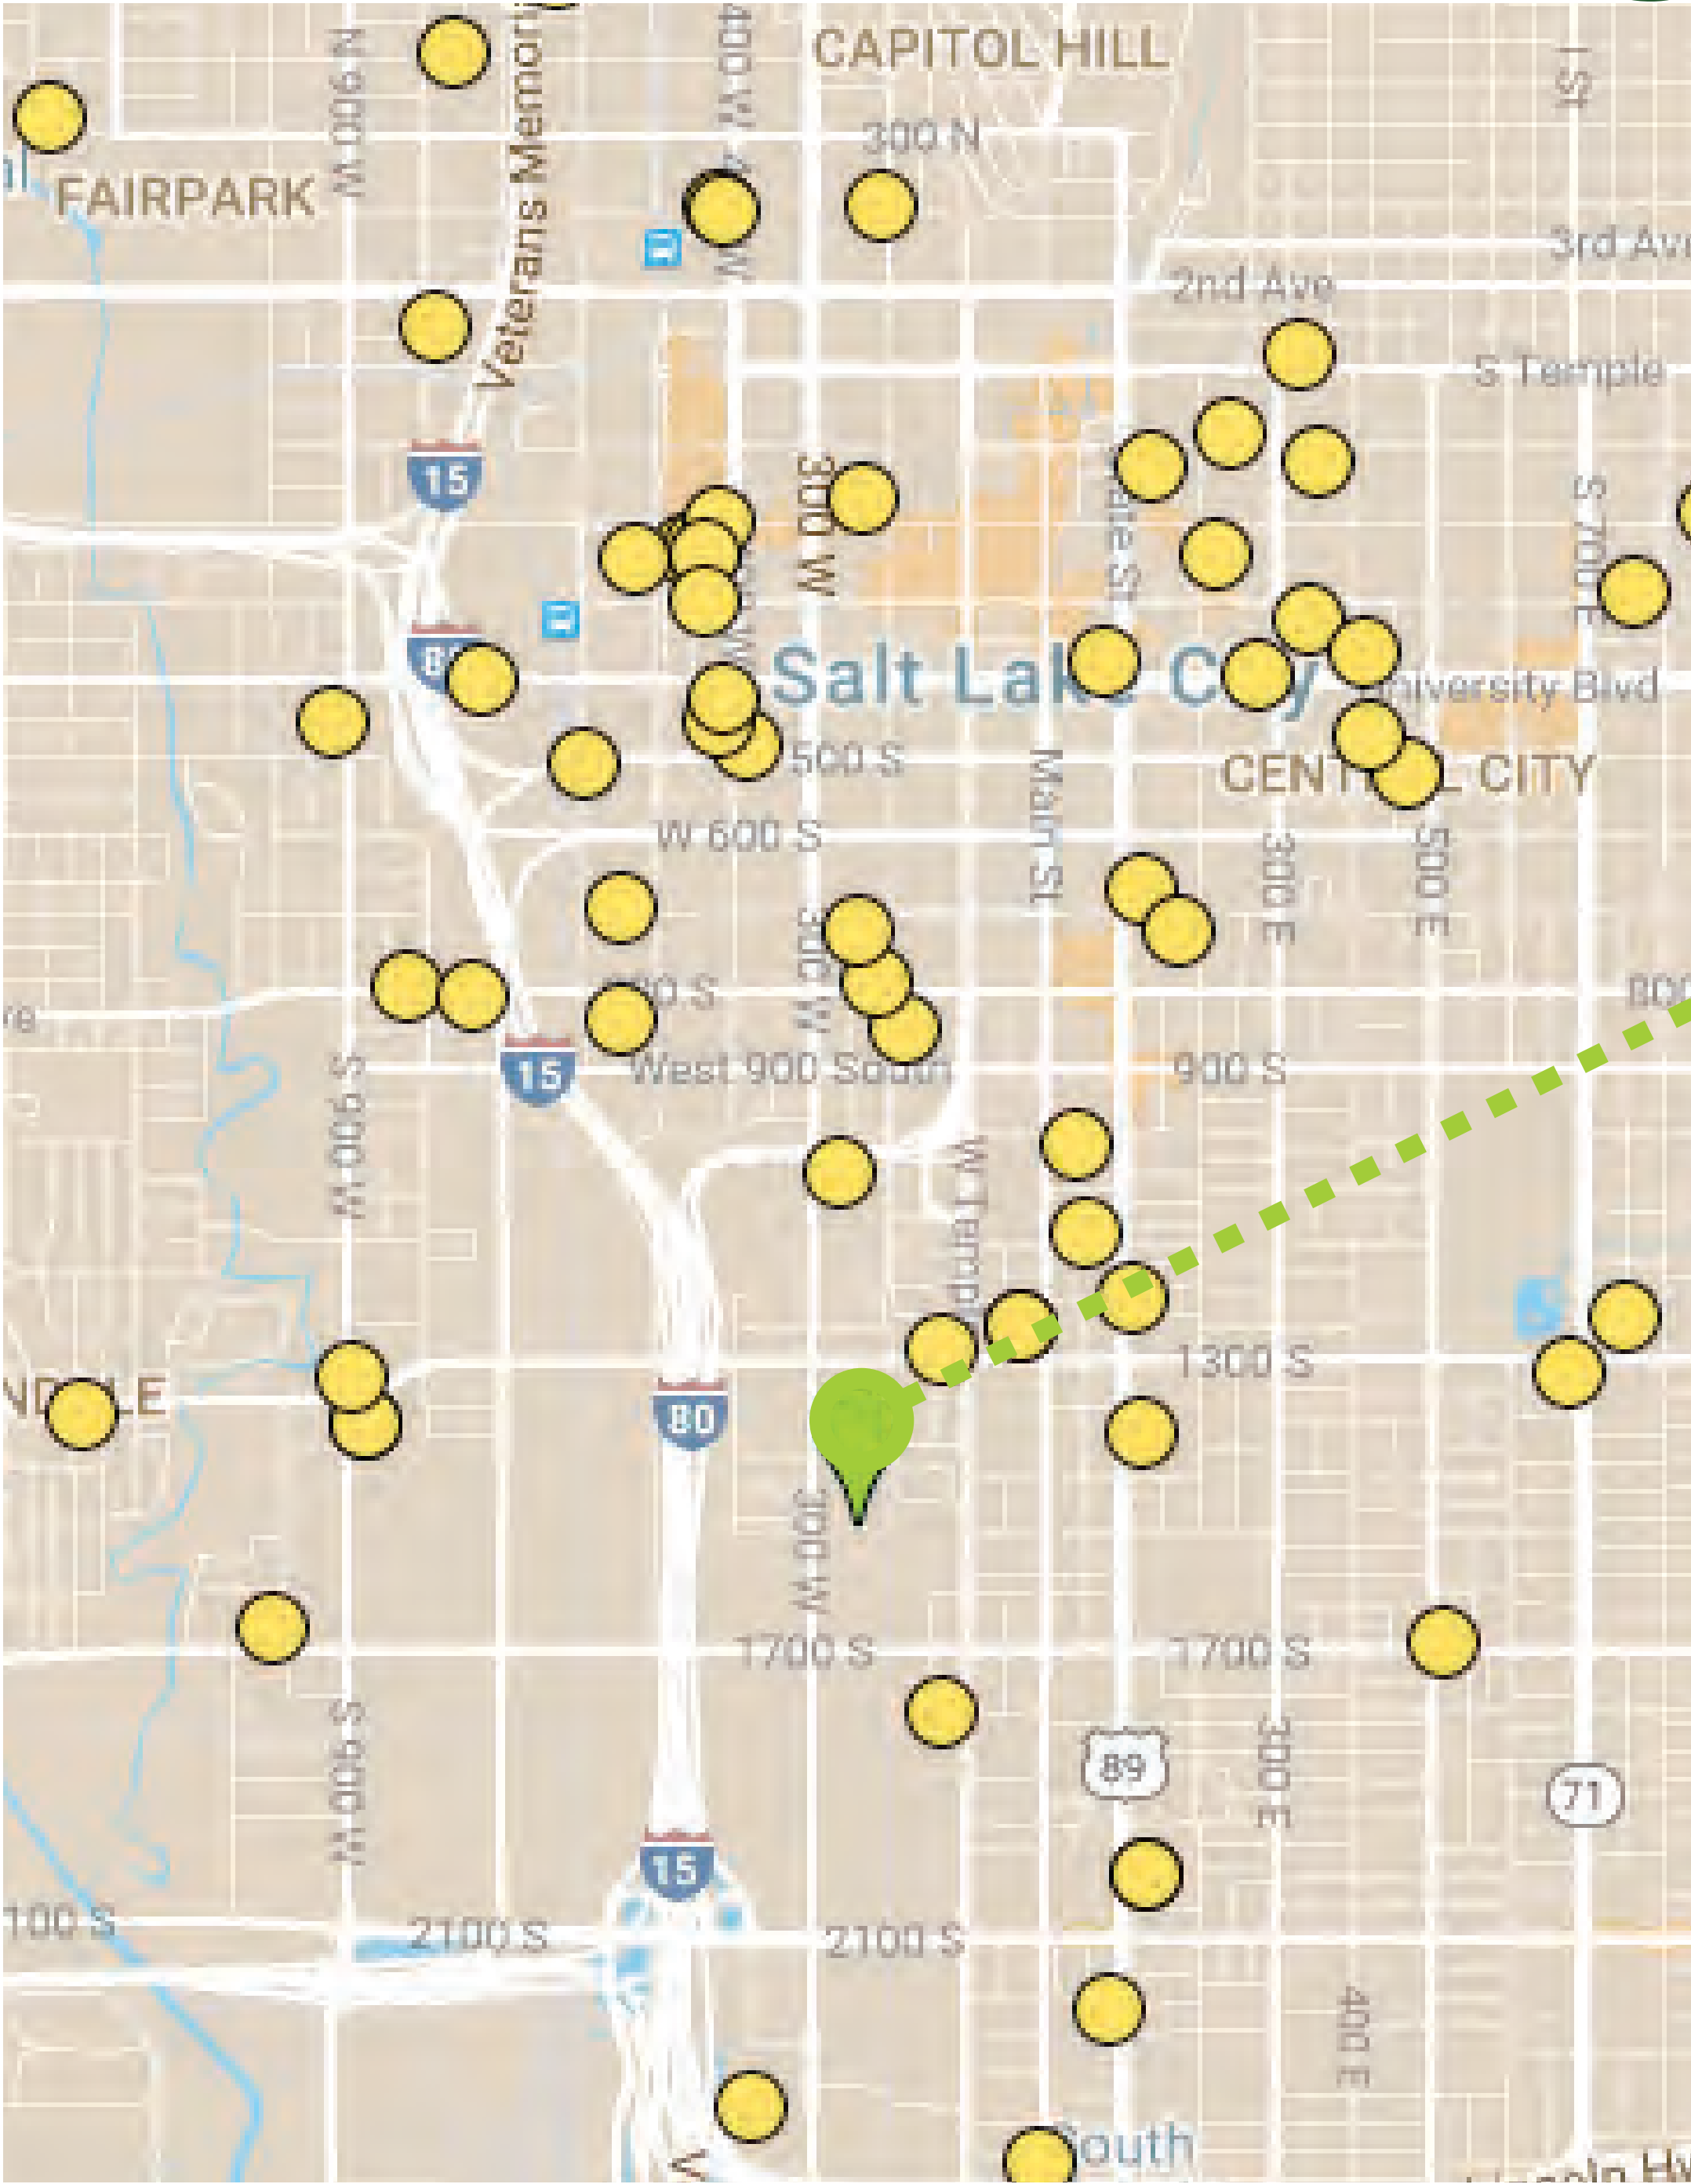 CAPITOL HILL
N 900 W
400 W
I St
300 N
FAIRPARK
Veterans Memori
3rd Ave
2nd Ave
S Temple
15
300 W
S 700 E
Salt Lake City
University Blvd
500 S
CENTRAL CITY
Main St
W 600 S
300 E
500 E
300 W
800
15
West 900 South
900 S
S 900 W
W Temple
1300 S
80
300 W
1700 S
1700 S
S 900 W
89
300 E
71
15
100 S
2100 S
2100 S
400 E
South